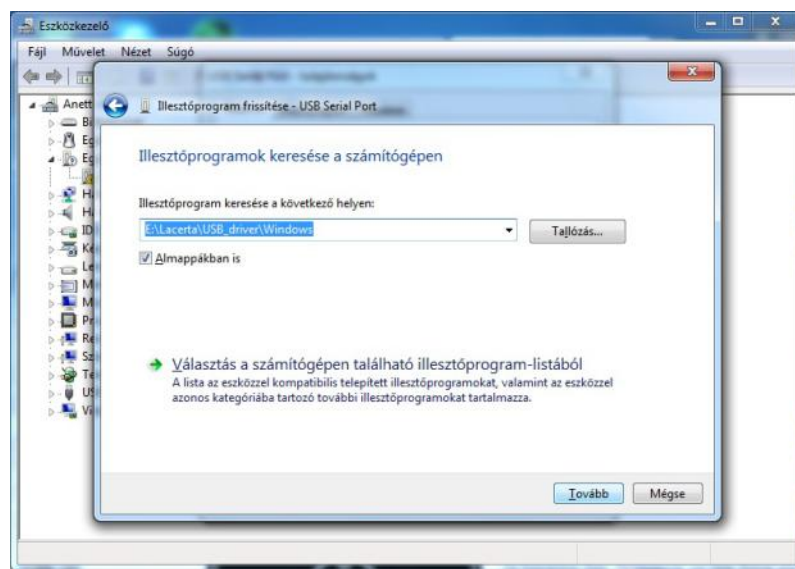 Eszközkezelő
Fájl Művelet Nézet Súgó
Anett
Illesztőprogram frissítése - USB Serial Port
Illesztőprogramok keresése a számítógépen
Illesztőprogram keresése a következő helyen:
E:\Lacerta\USB_driver\Windows
Tallózás...
Almappákban is
Választás a számítógépen található illesztőprogram-listából
A lista az eszközzel kompatibilis telepített illesztőprogramokat, valamint az eszközzel
azonos kategóriába tartozó további illesztőprogramokat tartalmazza.
Tovább Mégse